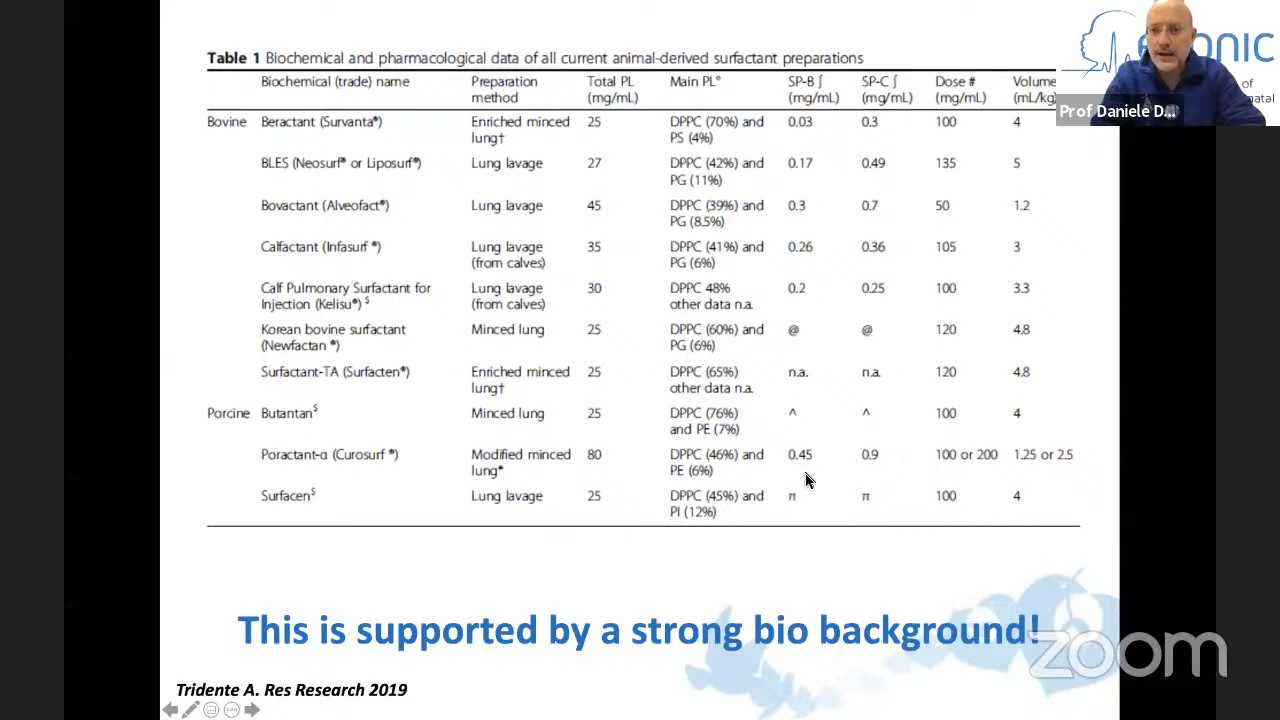 Table 1 Biochemical and pharmacological data of all current animal-derived surfactant preparations
Biochemical (trade) name Preparation method Total PL (mg/mL) Main PL° SP-B ∫ (mg/mL) SP-C ∫ (mg/mL) Dose # (mg/mL) Volume (mL/kg)
Bovine Beractant (Survanta®) Enriched minced lung† 25 DPPC (70%) and PS (4%) 0.03 0.3 100 4
BLES (Neosurf® or Liposurf®) Lung lavage 27 DPPC (42%) and PG (11%) 0.17 0.49 135 5
Bovactant (Alveofact®) Lung lavage 45 DPPC (39%) and PG (8.5%) 0.3 0.7 50 1.2
Calfactant (Infasurf ®) Lung lavage (from calves) 35 DPPC (41%) and PG (6%) 0.26 0.36 105 3
Calf Pulmonary Surfactant for Injection (Kelisu®) $ Lung lavage (from calves) 30 DPPC 48% other data n.a. 0.2 0.25 100 3.3
Korean bovine surfactant (Newfactan ®) Minced lung 25 DPPC (60%) and PG (6%) @ @ 120 4.8
Surfactant-TA (Surfacten®) Enriched minced lung† 25 DPPC (65%) other data n.a. n.a. n.a. 120 4.8
Porcine Butantan$ Minced lung 25 DPPC (76%) and PE (7%) ^ ^ 100 4
Poractant-α (Curosurf ®) Modified minced lung* 80 DPPC (46%) and PE (6%) 0.45 0.9 100 or 200 1.25 or 2.5
Surfacen$ Lung lavage 25 DPPC (45%) and PI (12%) π π 100 4
NIC
of
natal
Prof Daniele D...
This is supported by a strong bio background!
zoom
Tridente A. Res Research 2019